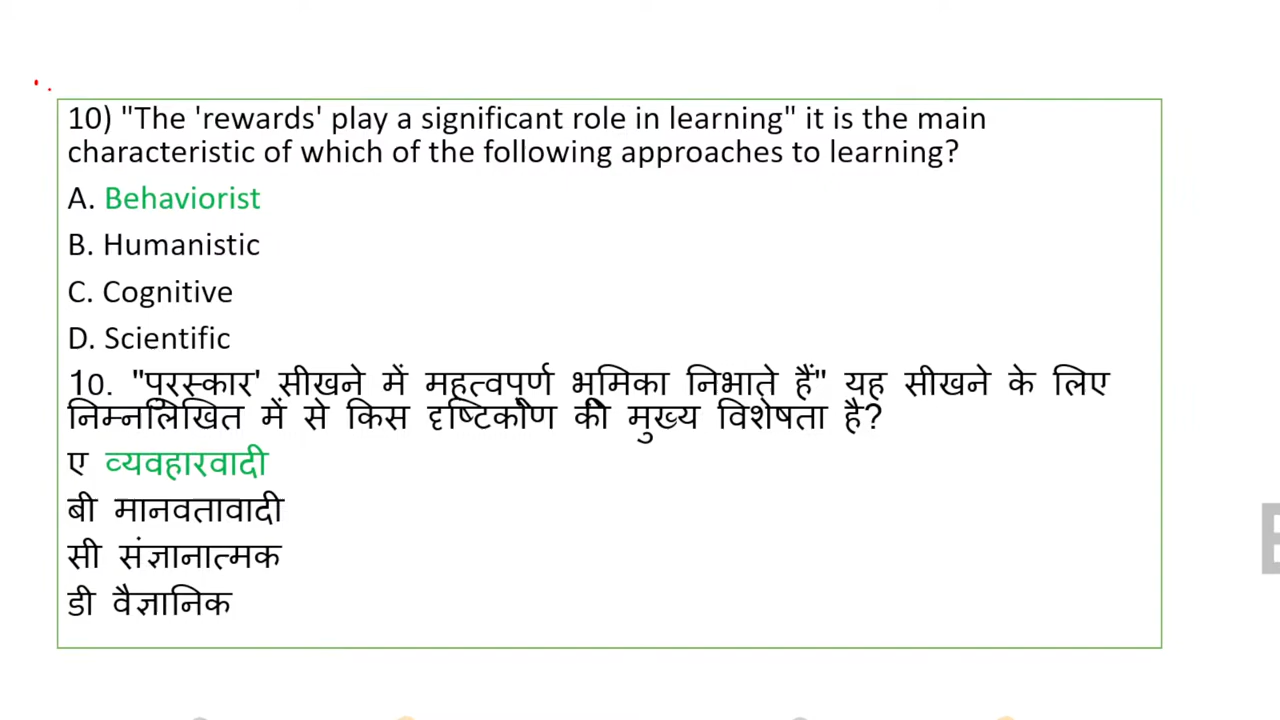 10) "The 'rewards' play a significant role in learning" it is the main
characteristic of which of the following approaches to learning?
A. Behaviorist
B. Humanistic
C. Cognitive
D. Scientific
10. "पुरस्कार' सीखने में महत्वपूर्ण भूमिका निभाते हैं" यह सीखने के लिए
निम्नलिखित में से किस दृष्टिकोण की मुख्य विशेषता है?
ए व्यवहारवादी
बी मानवतावादी
सी संज्ञानात्मक
डी वैज्ञानिक